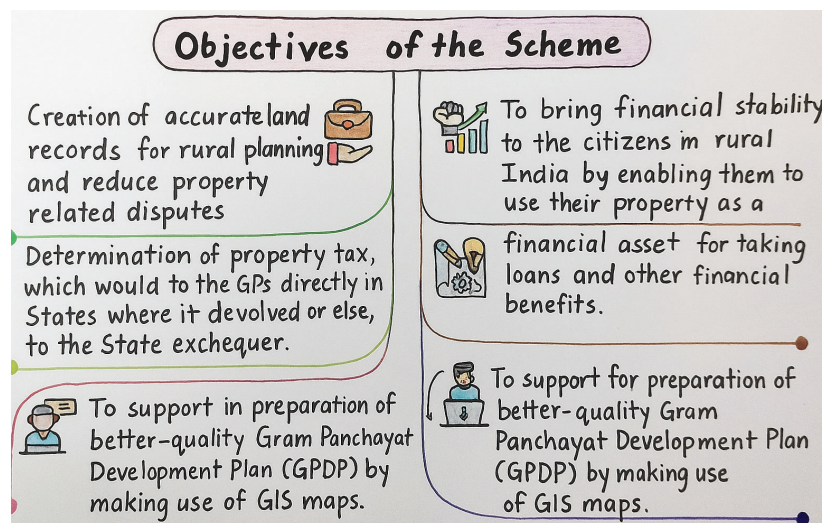 Objectives of the Scheme
Creation of accurate land
records for rural planning
and reduce property
related disputes
Determination of property tax,
which would to the GPs directly in
States where it devolved or else,
to the State exchequer.
To support in preparation of
better-quality Gram Panchayat
Development Plan (GPDP) by
making use of GIS maps.
To bring financial stability
to the citizens in rural
India by enabling them to
use their property as a
financial asset for taking
loans and other financial
benefits.
To support for preparation of
better-quality Gram
Panchayat Development Plan
(GPDP) by making use
of GIS maps.